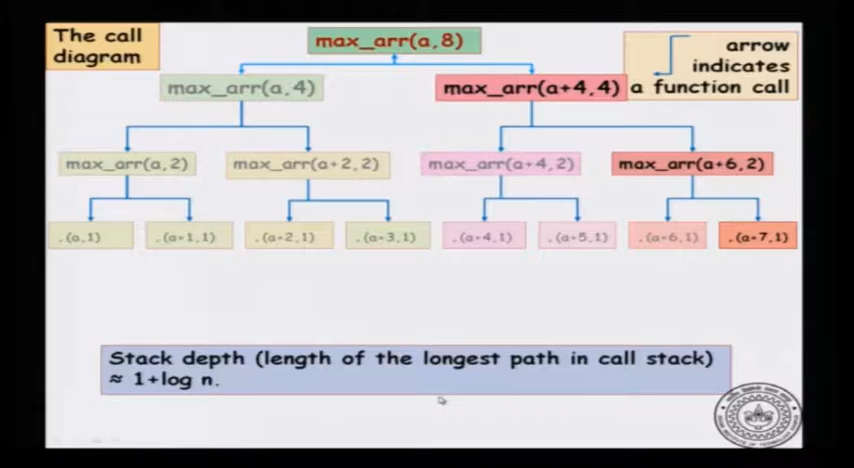 The call
diagram
max_arr(a,8)
arrow
indicates
a function call
max_arr(a,4)
max_arr(a+4,4)
max_arr(a,2)
max_arr(a+2,2)
max_arr(a+4,2)
max_arr(a+6,2)
.(a,1)
.(a+1,1)
.(a+2,1)
.(a+3,1)
.(a+4,1)
.(a+5,1)
.(a+6,1)
.(a+7,1)
Stack depth (length of the longest path in call stack)
≈ 1+log n.